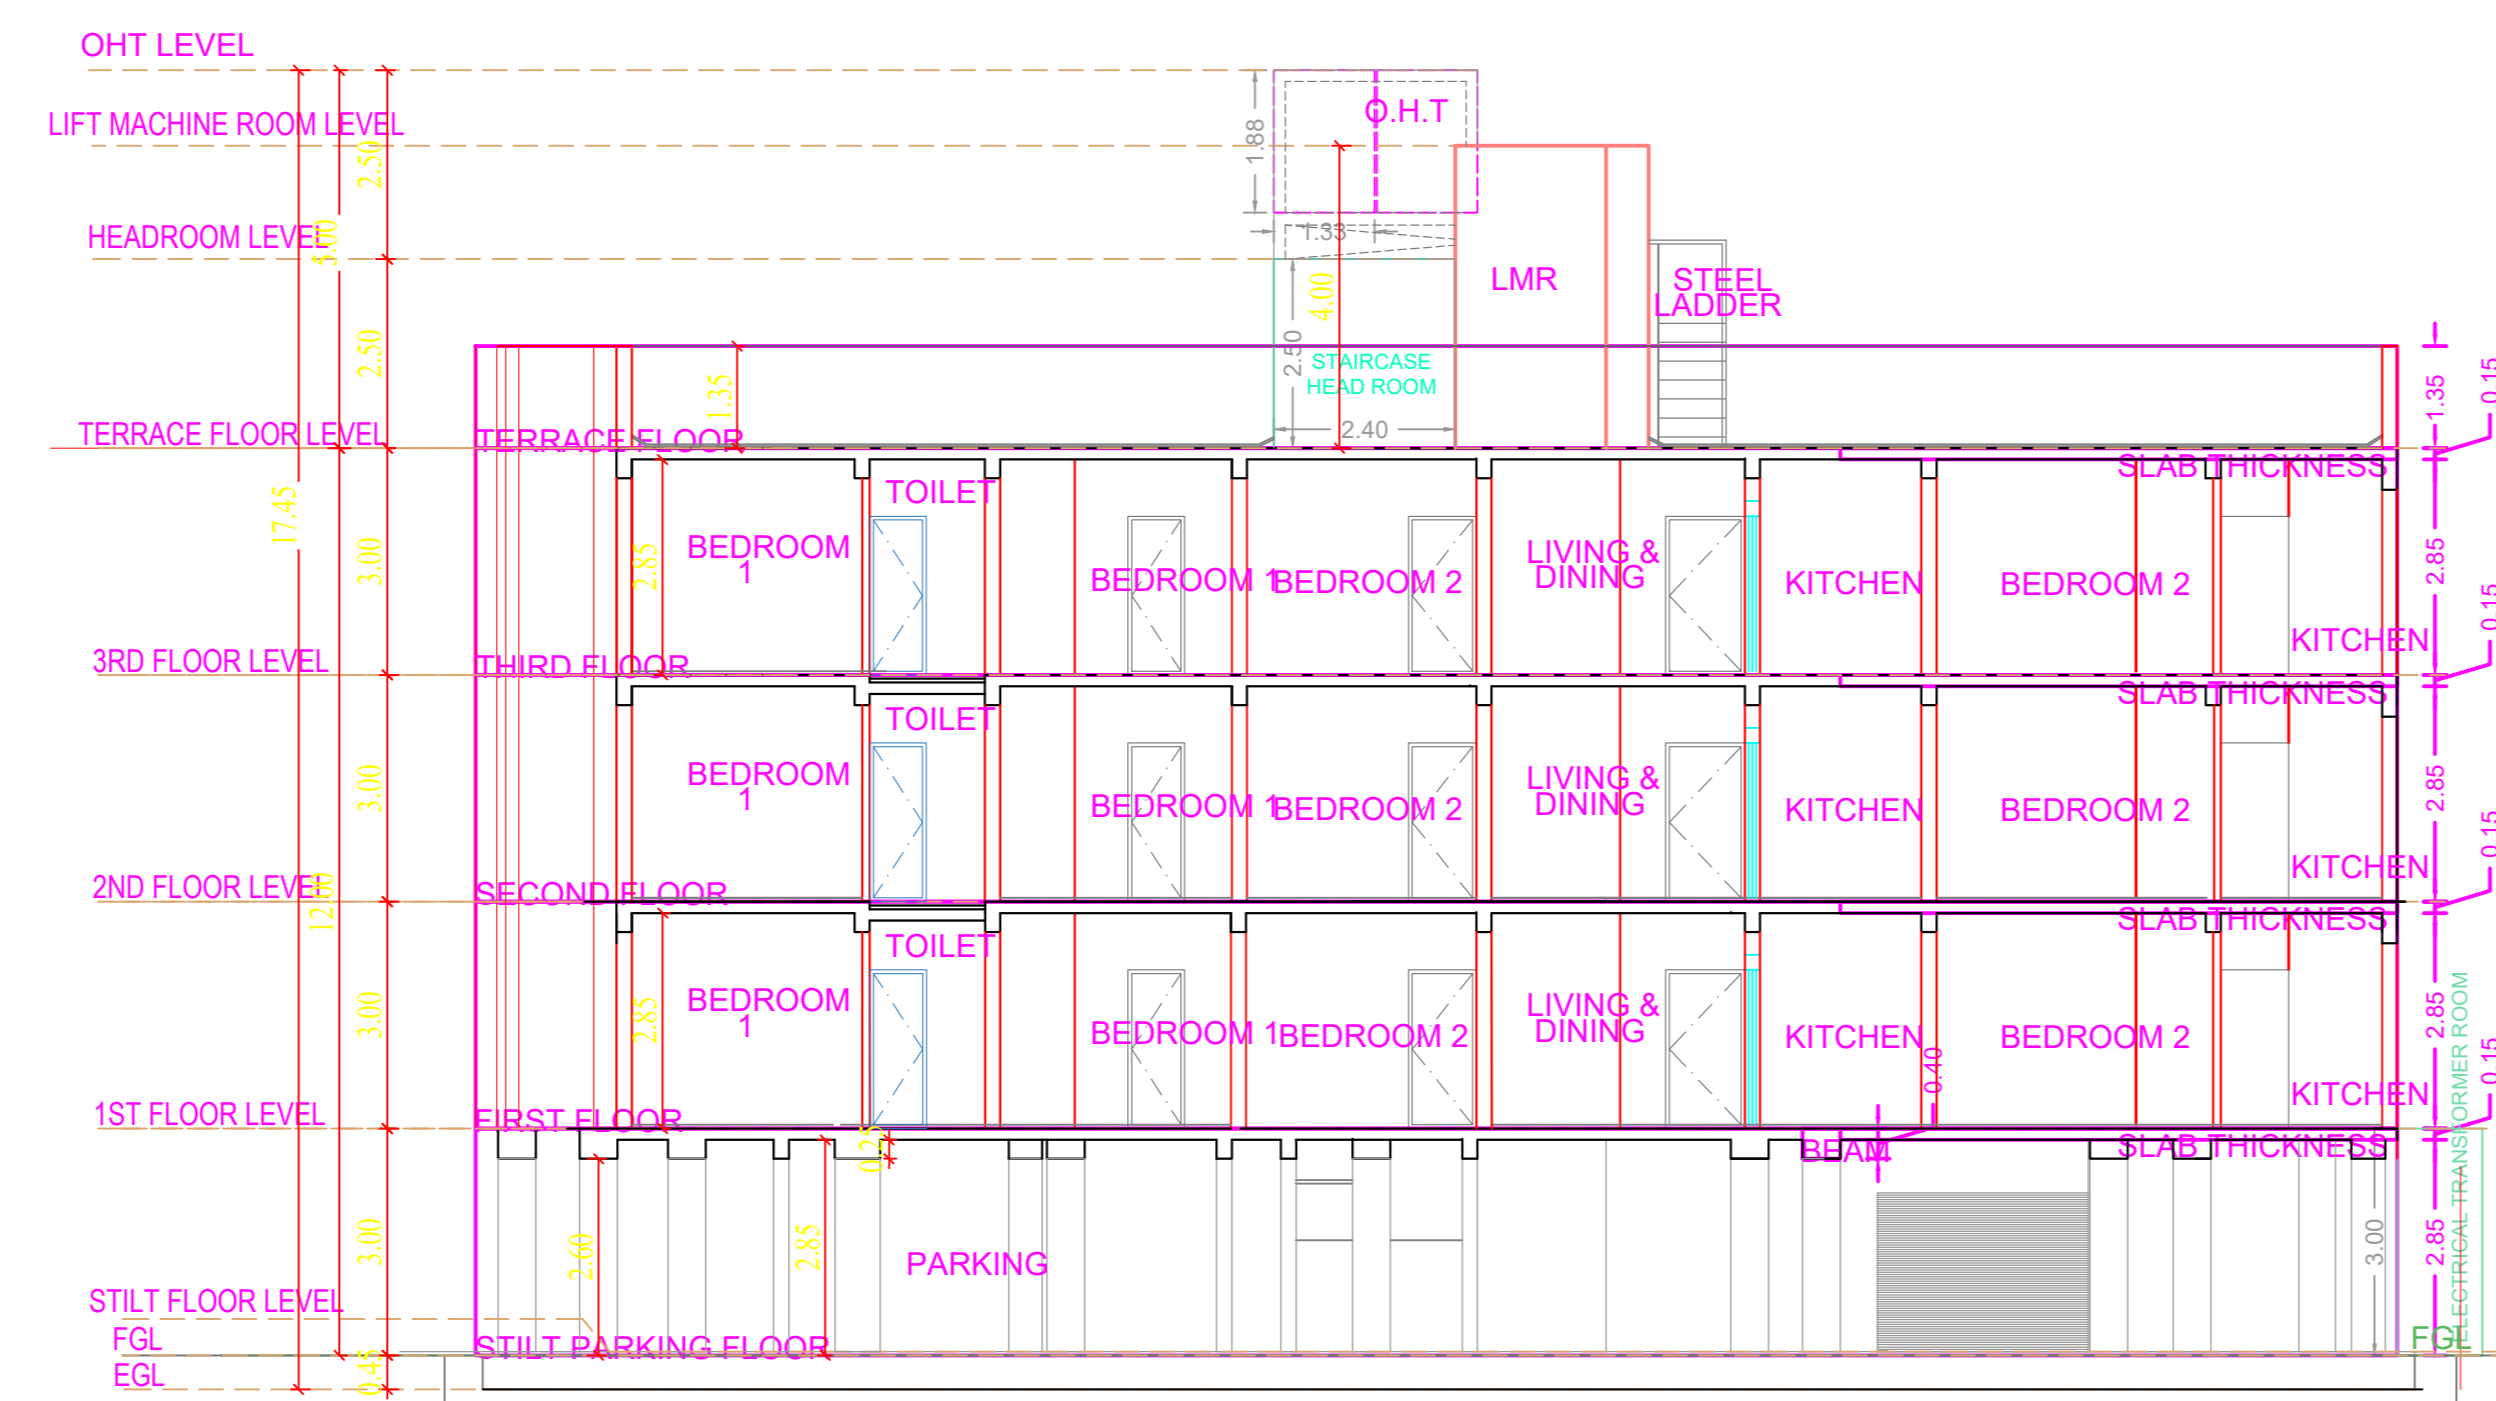 OHT LEVEL
O.H.T
LIFT MACHINE ROOM LEVEL
1.88
2.50
HEADROOM LEVEL
5.00
1.33
LMR
STEEL
LADDER
4.00
2.50
2.50
STAIRCASE
HEAD ROOM
1.35
1.35
0.15
2.40
TERRACE FLOOR LEVEL
TERRACE FLOOR
SLAB THICKNESS
17.45
TOILET
3.00
2.85
BEDROOM
1
BEDROOM 1
BEDROOM 2
LIVING &
DINING
KITCHEN
BEDROOM 2
2.85
0.15
KITCHEN
3RD FLOOR LEVEL
THIRD FLOOR
SLAB THICKNESS
TOILET
3.00
BEDROOM
1
BEDROOM 1
BEDROOM 2
LIVING &
DINING
KITCHEN
BEDROOM 2
2.85
0.15
KITCHEN
2ND FLOOR LEVEL
12.00
SECOND FLOOR
SLAB THICKNESS
TOILET
3.00
2.85
BEDROOM
1
BEDROOM 1
BEDROOM 2
LIVING &
DINING
KITCHEN
BEDROOM 2
2.85
0.40
0.15
KITCHEN
1ST FLOOR LEVEL
FIRST FLOOR
0.25
BEAM
SLAB THICKNESS
ELECTRICAL TRANSFORMER ROOM
3.00
2.60
2.85
PARKING
3.00
2.85
STILT FLOOR LEVEL
FGL
STILT PARKING FLOOR
FGL
EGL
0.45